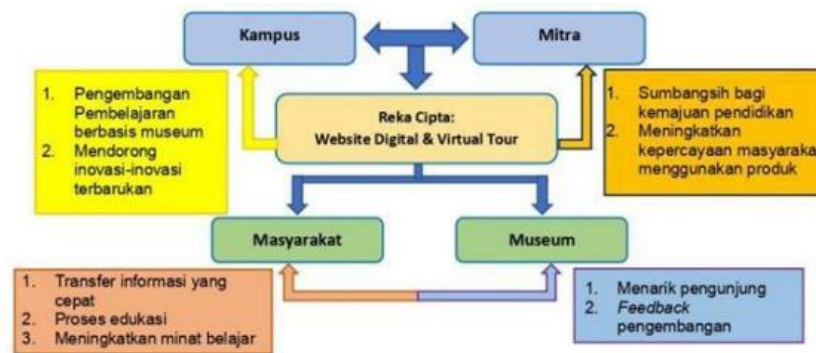 Kampus
Mitra
1. Pengembangan
Pembelajaran
berbasis museum
2. Mendorong
inovasi-inovasi
terbarukan
Reka Cipta:
Website Digital & Virtual Tour
1. Sumbangsih bagi
kemajuan pendidikan
2. Meningkatkan
kepercayaan masyaraka
menggunakan produk
Masyarakat
Museum
1. Transfer informasi yang
cepat
2. Proses edukasi
3. Meningkatkan minat belajar
1. Menarik pengunjung
2. Feedback
pengembangan